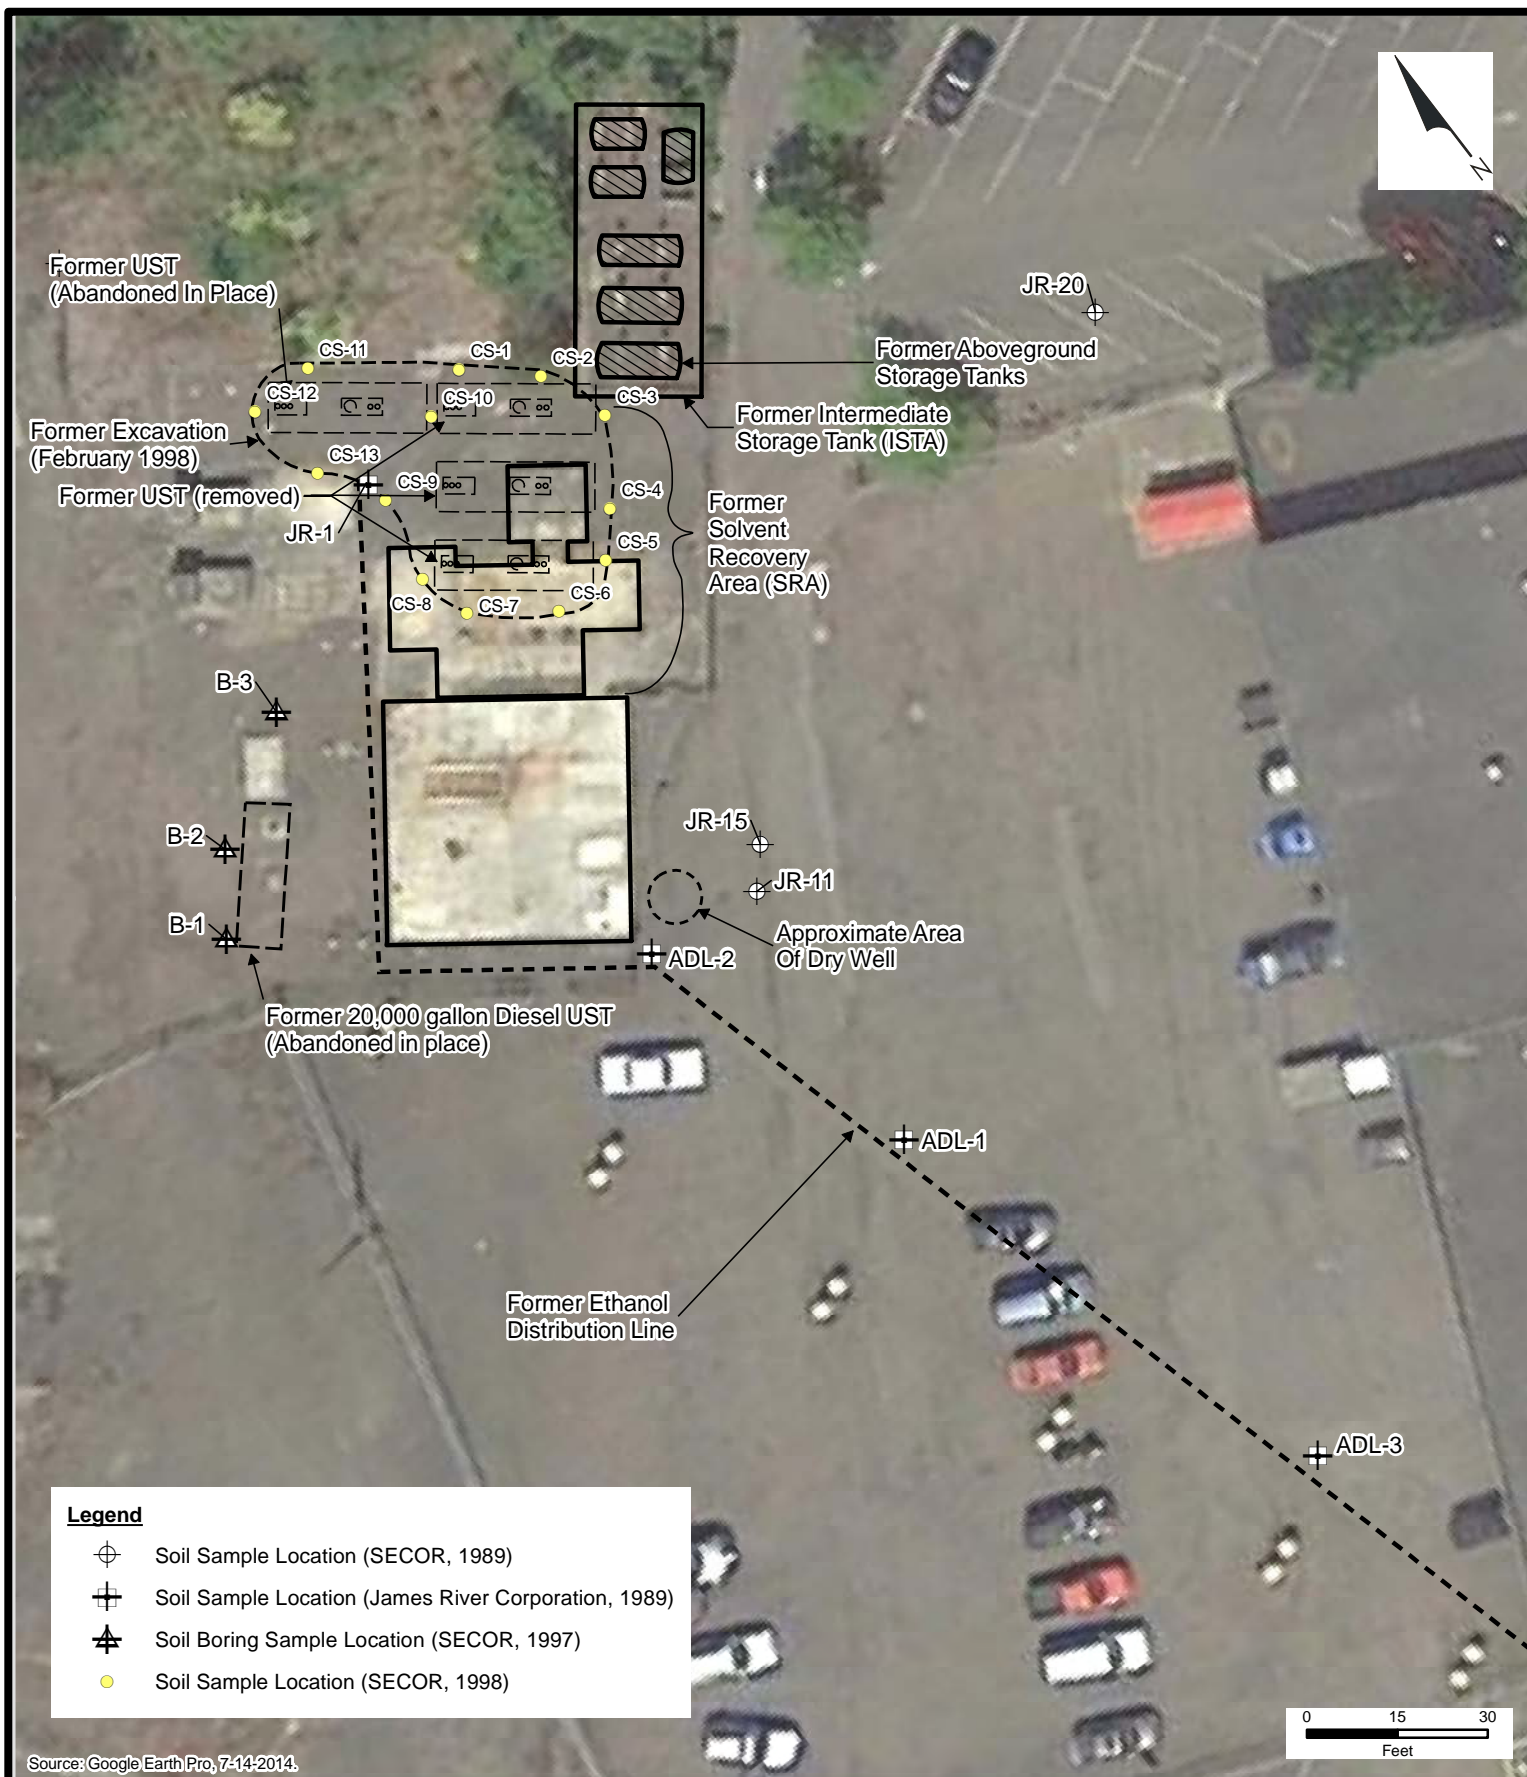 N
JR-20
Former UST
(Abandoned In Place)
CS-11
CS-1
CS-2
Former Aboveground
Storage Tanks
CS-12
CS-10
CS-3
Former Intermediate
Storage Tank (ISTA)
Former Excavation
(February 1998)
CS-13
CS-9
Former UST (removed)
CS-4
Former
Solvent
Recovery
Area (SRA)
JR-1
CS-5
CS-8
CS-7
CS-6
B-3
JR-15
B-2
JR-11
B-1
Approximate Area
Of Dry Well
ADL-2
Former 20,000 gallon Diesel UST
(Abandoned in place)
ADL-1
Former Ethanol
Distribution Line
ADL-3
Legend
Soil Sample Location (SECOR, 1989)
Soil Sample Location (James River Corporation, 1989)
Soil Boring Sample Location (SECOR, 1997)
Soil Sample Location (SECOR, 1998)
0 15 30
Feet
Source: Google Earth Pro, 7-14-2014.